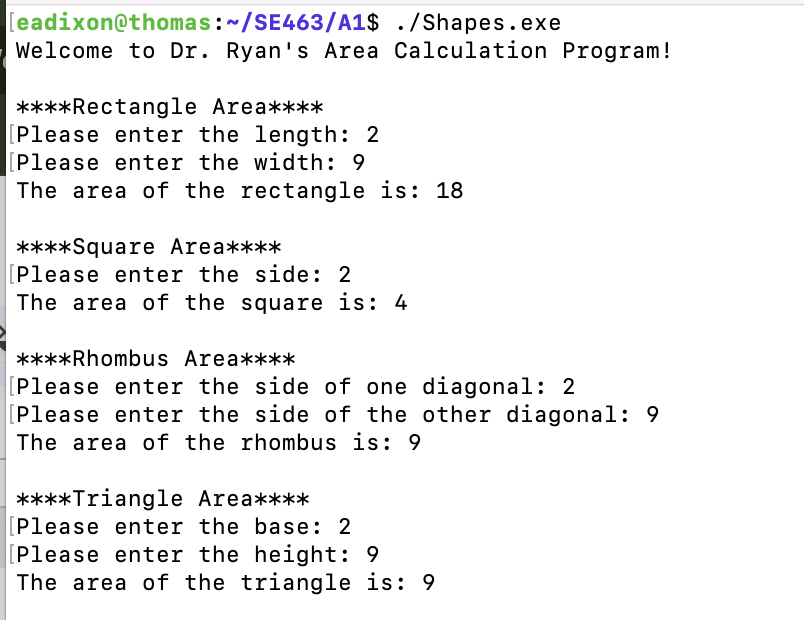 [eadixon@thomas:~/SE463/A1$ ./Shapes.exe
Welcome to Dr. Ryan's Area Calculation Program!
****Rectangle Area****
[Please enter the length: 2
[Please enter the width: 9
The area of the rectangle is: 18
****Square Area****
[Please enter the side: 2
The area of the square is: 4
****Rhombus Area****
[Please enter the side of one diagonal: 2
[Please enter the side of the other diagonal: 9
The area of the rhombus is: 9
****Triangle Area****
[Please enter the base: 2
[Please enter the height: 9
The area of the triangle is: 9